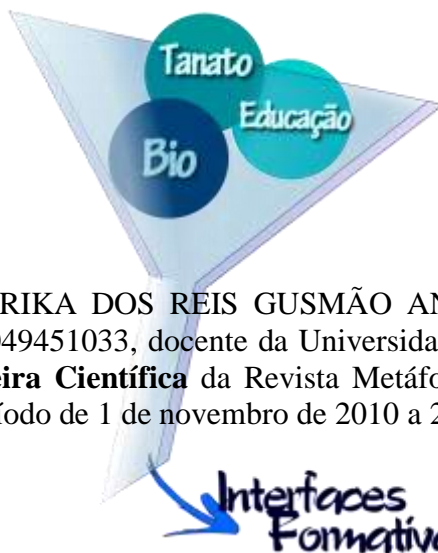 Tanato
Educação
Bio
RIKA DOS REIS GUSMÃO AN
049451033, docente da Universida
eira Científica da Revista Metáfo
íodo de 1 de novembro de 2010 a 2
Interfaces
Formativa